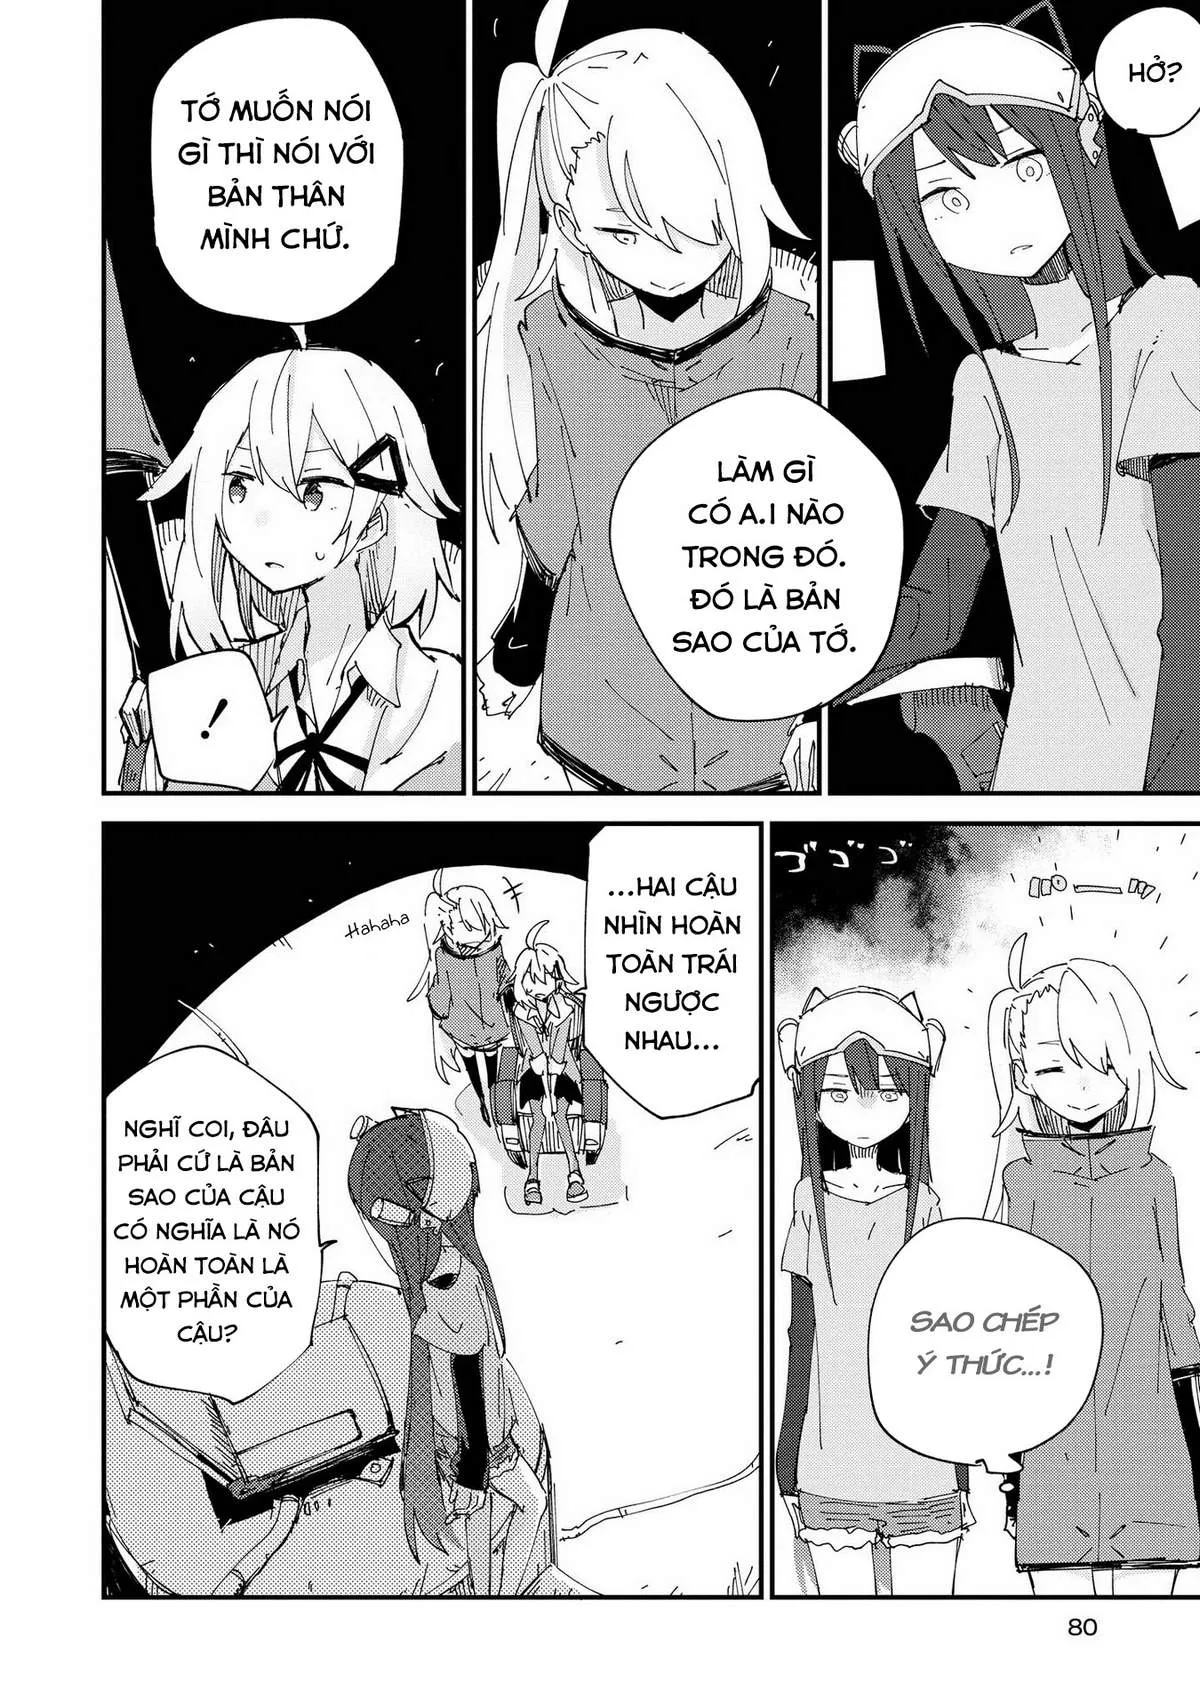 HỞ?
LÀM GÌ
CÓ A.I NÀO
TRONG ĐÓ.
ĐÓ LÀ BẢN
SAO CỦA TỚ.
TỚ MUỐN NÓI
GÌ THÌ NÓI VỚI
BẢN THÂN
MÌNH CHỨ.
!
ゴゴゴ
SAO CHÉP
Ý THỨC...!
...HAI CẬU
NHÌN HOÀN
TOÀN TRÁI
NGƯỢC
NHAU...
Hahaha
NGHĨ COI, ĐÂU
PHẢI CỨ LÀ BẢN
SAO CỦA CẬU
CÓ NGHĨA LÀ NÓ
HOÀN TOÀN LÀ
MỘT PHẦN CỦA
CẬU?
80